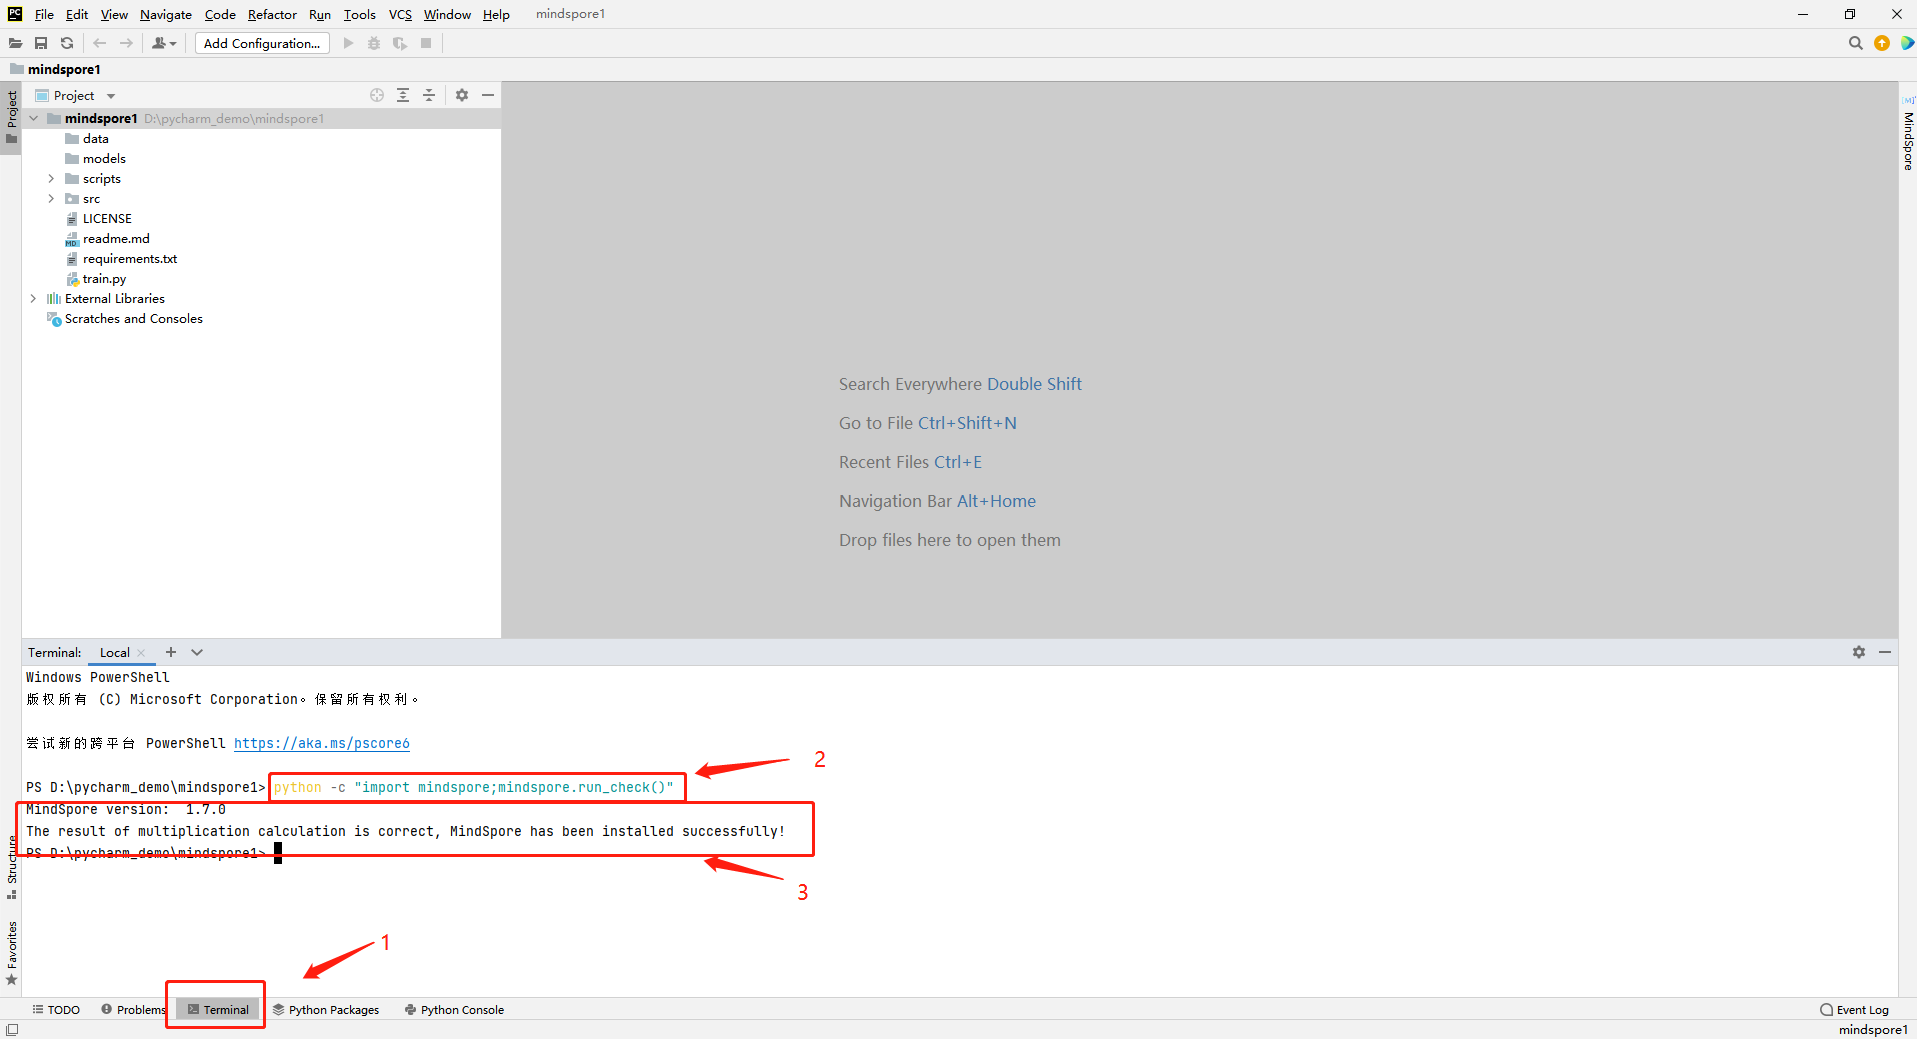 PC File Edit View Navigate Code Refactor Run Tools VCS Window Help mindspore1
Add Configuration...
mindspore1
Project
Project
mindspore1 D:\pycharm_demo\mindspore1
data
models
scripts
src
LICENSE
readme.md
requirements.txt
train.py
External Libraries
Scratches and Consoles
MindSpore
Search Everywhere Double Shift
Go to File Ctrl+Shift+N
Recent Files Ctrl+E
Navigation Bar Alt+Home
Drop files here to open them
Terminal: Local
Windows PowerShell
版权所有 (C) Microsoft Corporation。保留所有权利。
尝试新的跨平台 PowerShell https://aka.ms/pscore6
PS D:\pycharm_demo\mindspore1> python -c "import mindspore;mindspore.run_check()"
2
MindSpore version:  1.7.0
The result of multiplication calculation is correct, MindSpore has been installed successfully!
PS D:\pycharm_demo\mindspore1>
3
1
Structure
Favorites
TODO Problems Terminal Python Packages Python Console Event Log
mindspore1